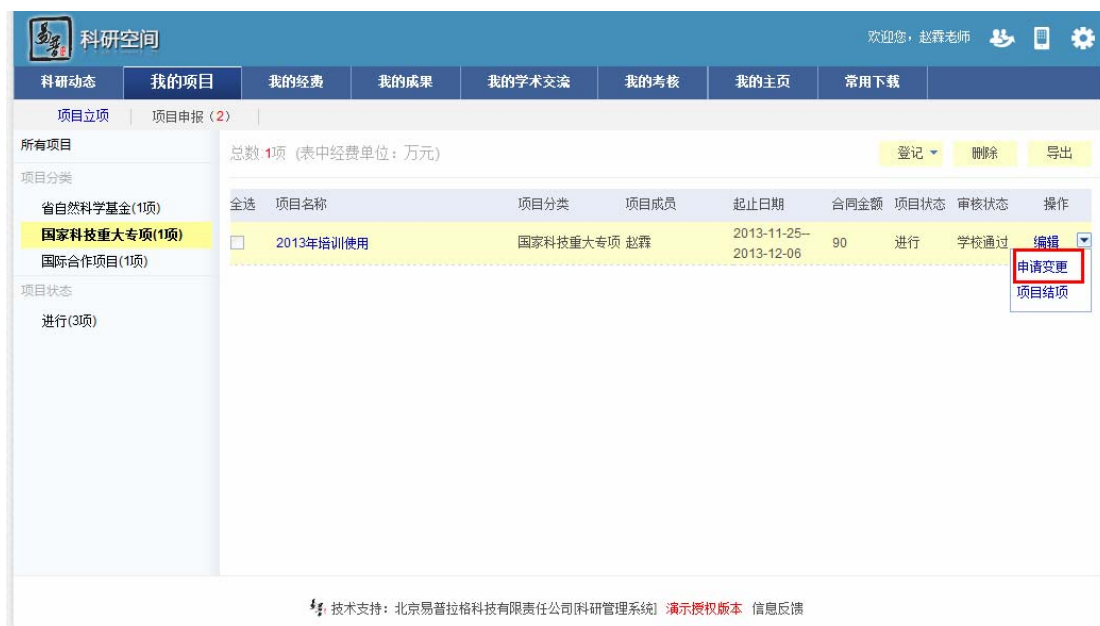 易普 科研空间 欢迎您，赵霖老师
科研动态 我的项目 我的经费 我的成果 我的学术交流 我的考核 我的主页 常用下载
项目立项 项目申报（2）
所有项目
总数:1项 (表中经费单位：万元) 登记 删除 导出
项目分类
省自然科学基金(1项)
国家科技重大专项(1项)
国际合作项目(1项)
项目状态
进行(3项)
全选 项目名称 项目分类 项目成员 起止日期 合同金额 项目状态 审核状态 操作
2013年培训使用 国家科技重大专项 赵霖 2013-11-25-- 90 进行 学校通过 编辑
2013-12-06
申请变更
项目结项
易普 技术支持：北京易普拉格科技有限责任公司[科研管理系统] 演示授权版本 信息反馈